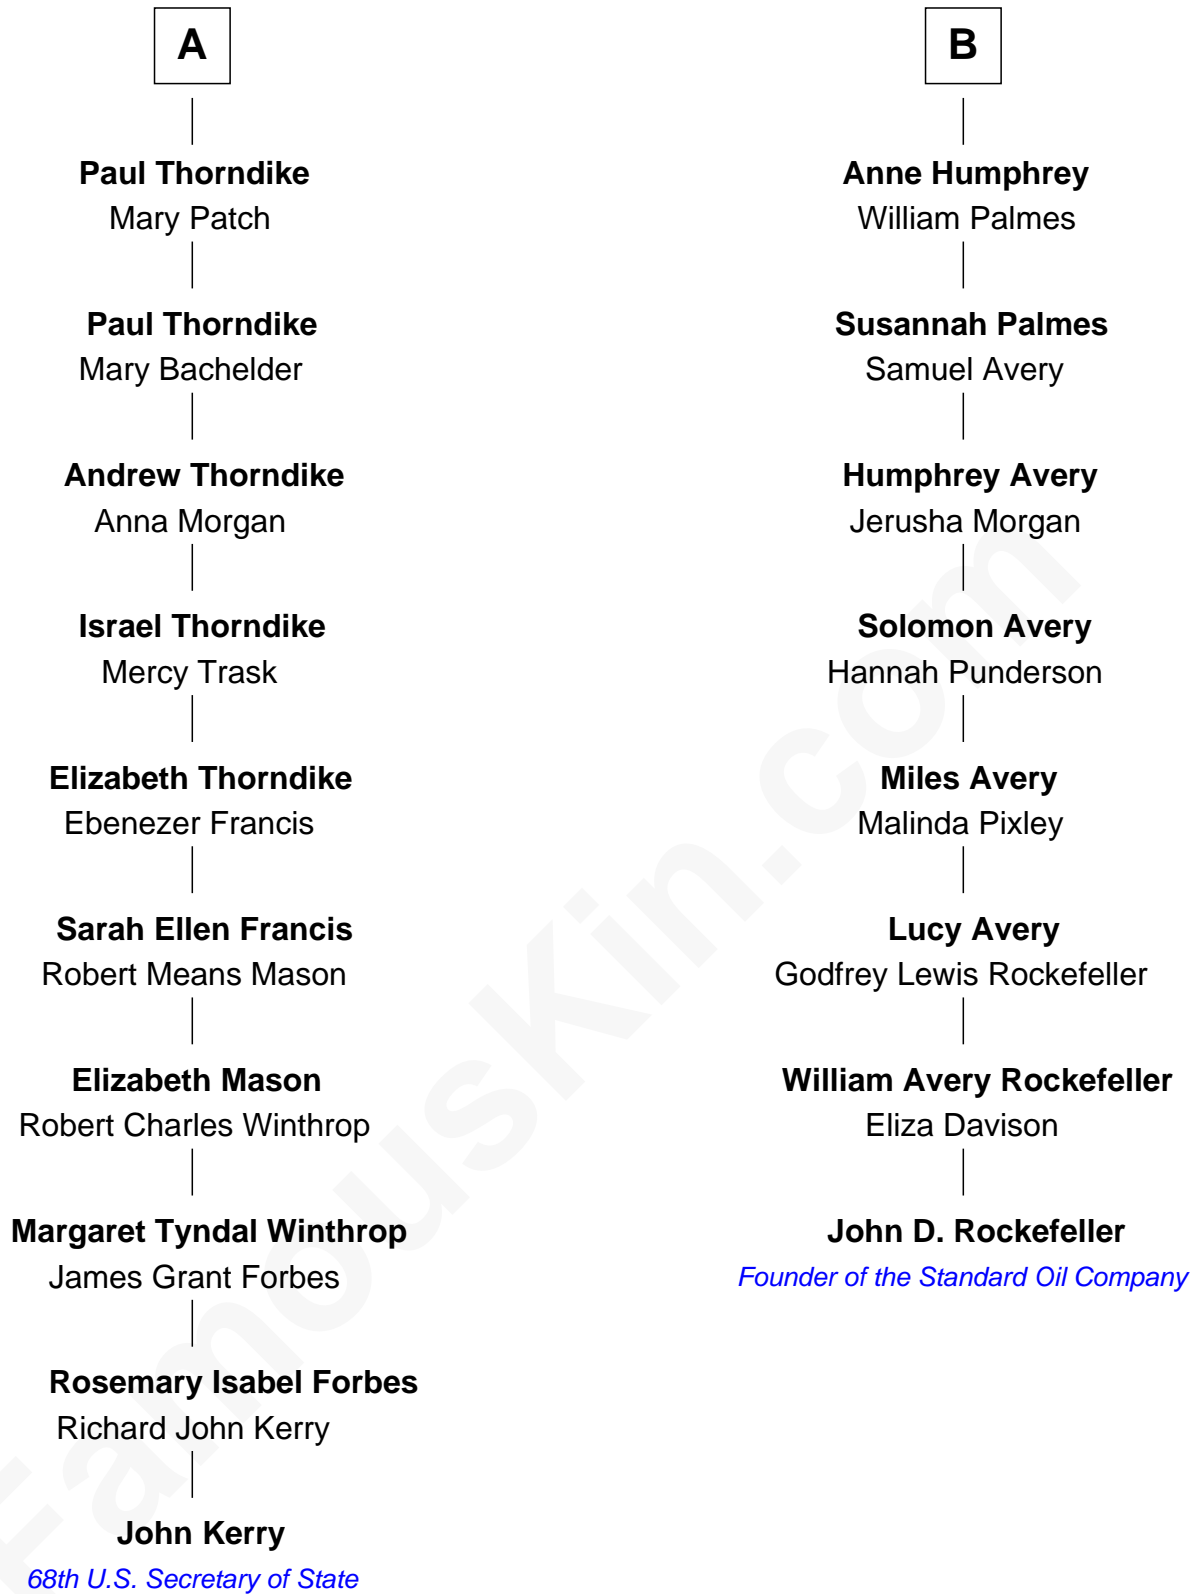 A
Paul Thorndike
Mary Patch
Paul Thorndike
Mary Bachelder
Andrew Thorndike
Anna Morgan
Israel Thorndike
Mercy Trask
Elizabeth Thorndike
Ebenezer Francis
Sarah Ellen Francis
Robert Means Mason
Elizabeth Mason
Robert Charles Winthrop
Margaret Tyndal Winthrop
James Grant Forbes
Rosemary Isabel Forbes
Richard John Kerry
John Kerry
68th U.S. Secretary of State
B
Anne Humphrey
William Palmes
Susannah Palmes
Samuel Avery
Humphrey Avery
Jerusha Morgan
Solomon Avery
Hannah Punderson
Miles Avery
Malinda Pixley
Lucy Avery
Godfrey Lewis Rockefeller
William Avery Rockefeller
Eliza Davison
John D. Rockefeller
Founder of the Standard Oil Company
FamousKin.com